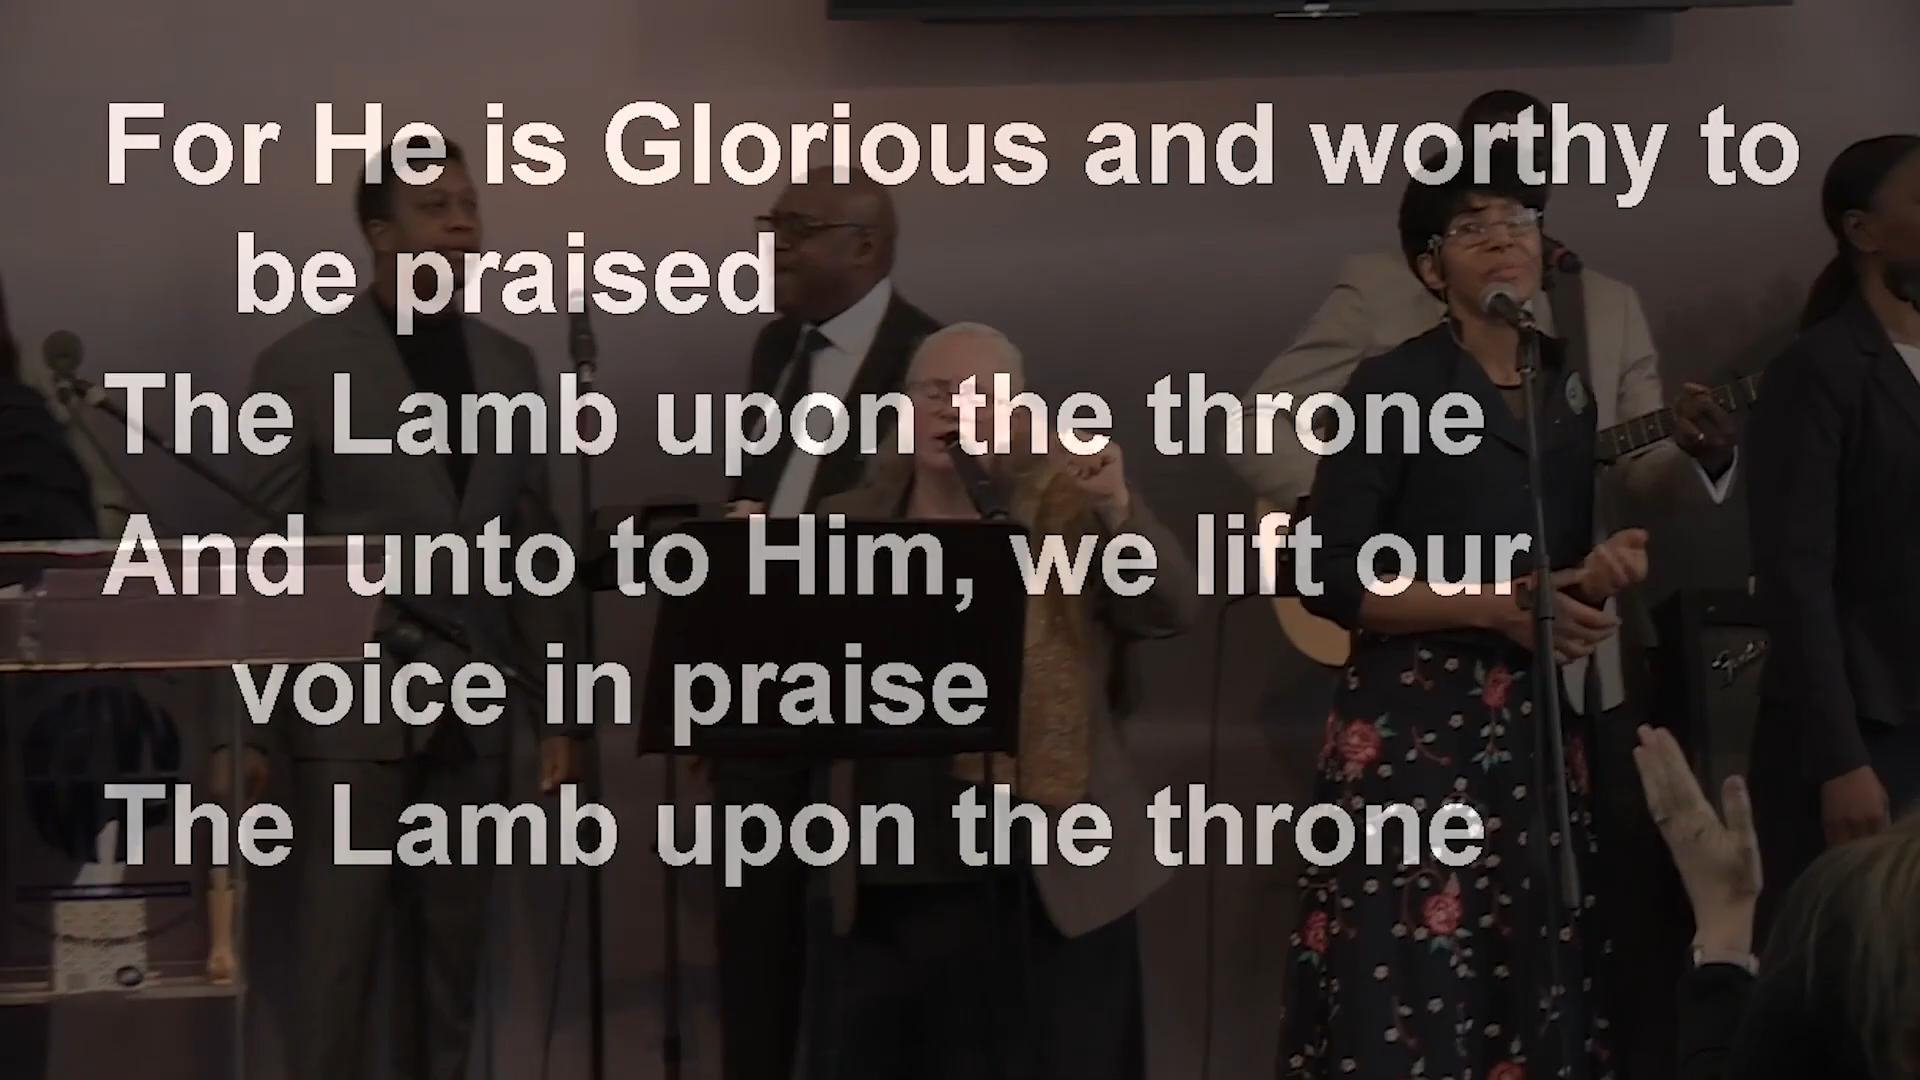 For He is Glorious and worthy to
be praised
The Lamb upon the throne
And unto to Him, we lift our
voice in praise
The Lamb upon the throne
Fender